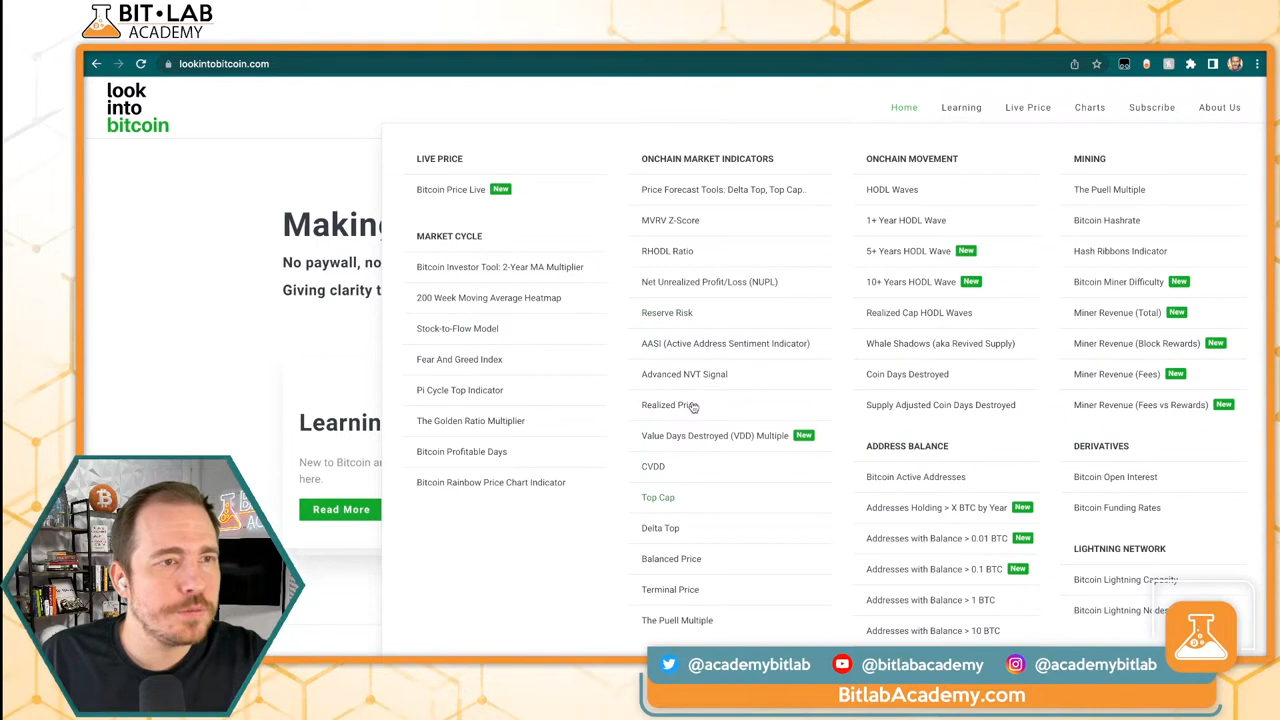 BIT•LAB
ACADEMY
lookintobitcoin.com
look
into
bitcoin
Home
Learning
Live Price
Charts
Subscribe
About Us
LIVE PRICE
Bitcoin Price Live New
MARKET CYCLE
Bitcoin Investor Tool: 2-Year MA Multiplier
200 Week Moving Average Heatmap
Stock-to-Flow Model
Fear And Greed Index
Pi Cycle Top Indicator
The Golden Ratio Multiplier
Bitcoin Profitable Days
Bitcoin Rainbow Price Chart Indicator
ONCHAIN MARKET INDICATORS
Price Forecast Tools: Delta Top, Top Cap..
MVRV Z-Score
RHODL Ratio
Net Unrealized Profit/Loss (NUPL)
Reserve Risk
AASI (Active Address Sentiment Indicator)
Advanced NVT Signal
Realized Price
Value Days Destroyed (VDD) Multiple New
CVDD
Top Cap
Delta Top
Balanced Price
Terminal Price
The Puell Multiple
ONCHAIN MOVEMENT
HODL Waves
1+ Year HODL Wave
5+ Years HODL Wave New
10+ Years HODL Wave New
Realized Cap HODL Waves
Whale Shadows (aka Revived Supply)
Coin Days Destroyed
Supply Adjusted Coin Days Destroyed
ADDRESS BALANCE
Bitcoin Active Addresses
Addresses Holding > X BTC by Year New
Addresses with Balance > 0.01 BTC New
Addresses with Balance > 0.1 BTC New
Addresses with Balance > 1 BTC
Addresses with Balance > 10 BTC
MINING
The Puell Multiple
Bitcoin Hashrate
Hash Ribbons Indicator
Bitcoin Miner Difficulty New
Miner Revenue (Total) New
Miner Revenue (Block Rewards) New
Miner Revenue (Fees) New
Miner Revenue (Fees vs Rewards) New
DERIVATIVES
Bitcoin Open Interest
Bitcoin Funding Rates
LIGHTNING NETWORK
Bitcoin Lightning Capacity
Bitcoin Lightning Nodes
Making
No paywall, no
Giving clarity t
Learnin
New to Bitcoin a
here.
Read More
@academybitlab
@bitlabacademy
@academybitlab
BitlabAcademy.com